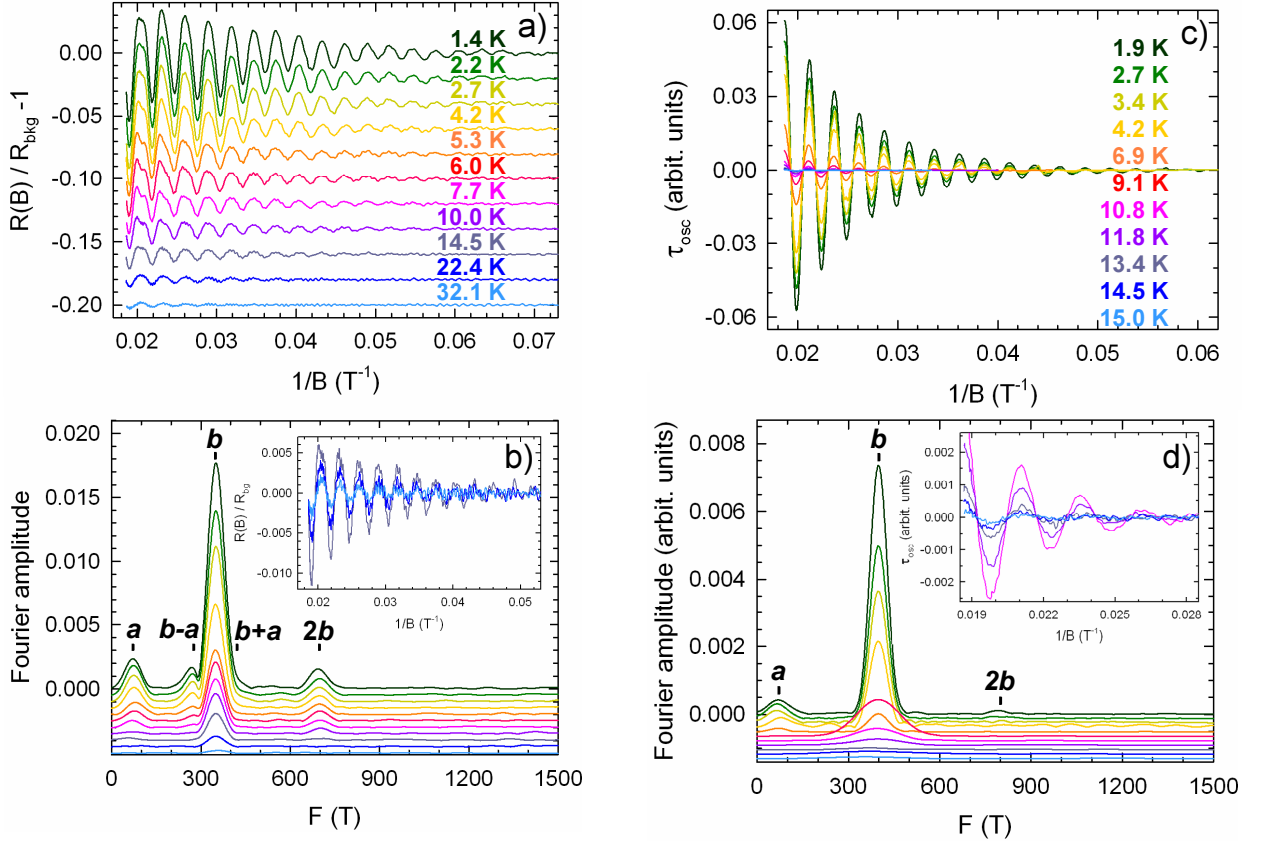 a)
0.00
-0.05
-0.10
-0.15
-0.20
R(B) / R_bkg -1
1.4 K
2.2 K
2.7 K
4.2 K
5.3 K
6.0 K
7.7 K
10.0 K
14.5 K
22.4 K
32.1 K
0.02 0.03 0.04 0.05 0.06 0.07
1/B (T⁻¹)
c)
0.06
0.03
0.00
-0.03
-0.06
τ_osc (arbit. units)
1.9 K
2.7 K
3.4 K
4.2 K
6.9 K
9.1 K
10.8 K
11.8 K
13.4 K
14.5 K
15.0 K
0.02 0.03 0.04 0.05 0.06
1/B (T⁻¹)
b)
0.020
0.015
0.010
0.005
0.000
Fourier amplitude
b
a b-a b+a 2b
0.005
0.000
-0.005
-0.010
R(B) / R_bg
0.02 0.03 0.04 0.05
1/B (T⁻¹)
0 300 600 900 1200 1500
F (T)
d)
0.008
0.006
0.004
0.002
0.000
Fourier amplitude (arbit. units)
b
a 2b
0.002
0.001
0.000
-0.001
-0.002
τ_osc (arbit. units)
0.019 0.022 0.025 0.028
1/B (T⁻¹)
0 300 600 900 1200 1500
F (T)